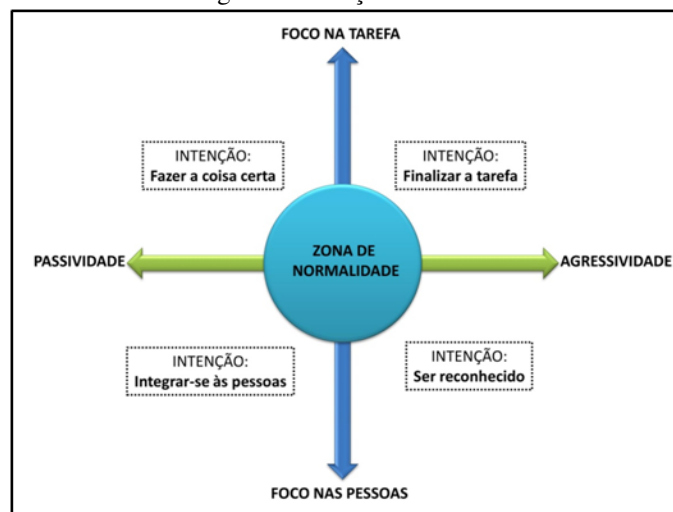 FOCO NA TAREFA
INTENÇÃO:
Fazer a coisa certa
INTENÇÃO:
Finalizar a tarefa
PASSIVIDADE
ZONA DE
NORMALIDADE
AGRESSIVIDADE
INTENÇÃO:
Integrar-se às pessoas
INTENÇÃO:
Ser reconhecido
FOCO NAS PESSOAS